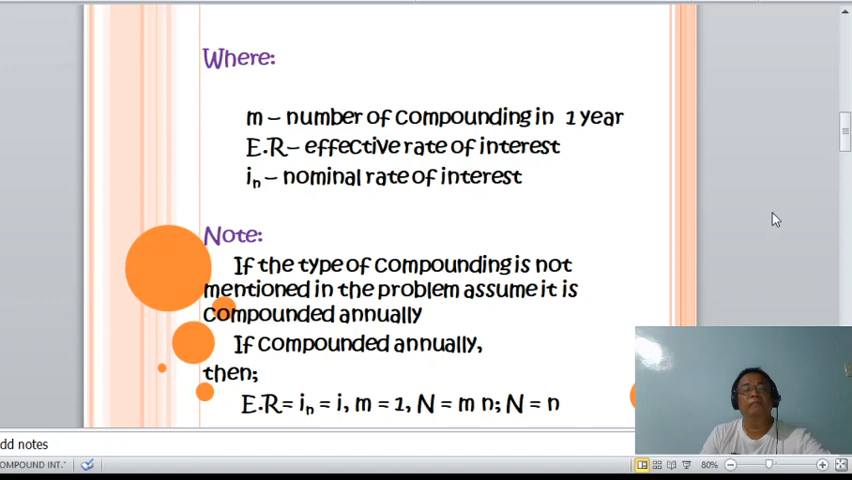 Where:
m – number of compounding in 1 year
E.R – effective rate of interest
in – nominal rate of interest
Note:
If the type of compounding is not
mentioned in the problem assume it is
compounded annually
If compounded annually,
then;
E.R= in = i, m = 1, N = m n; N = n
dd notes
OMPOUND INT."
80%